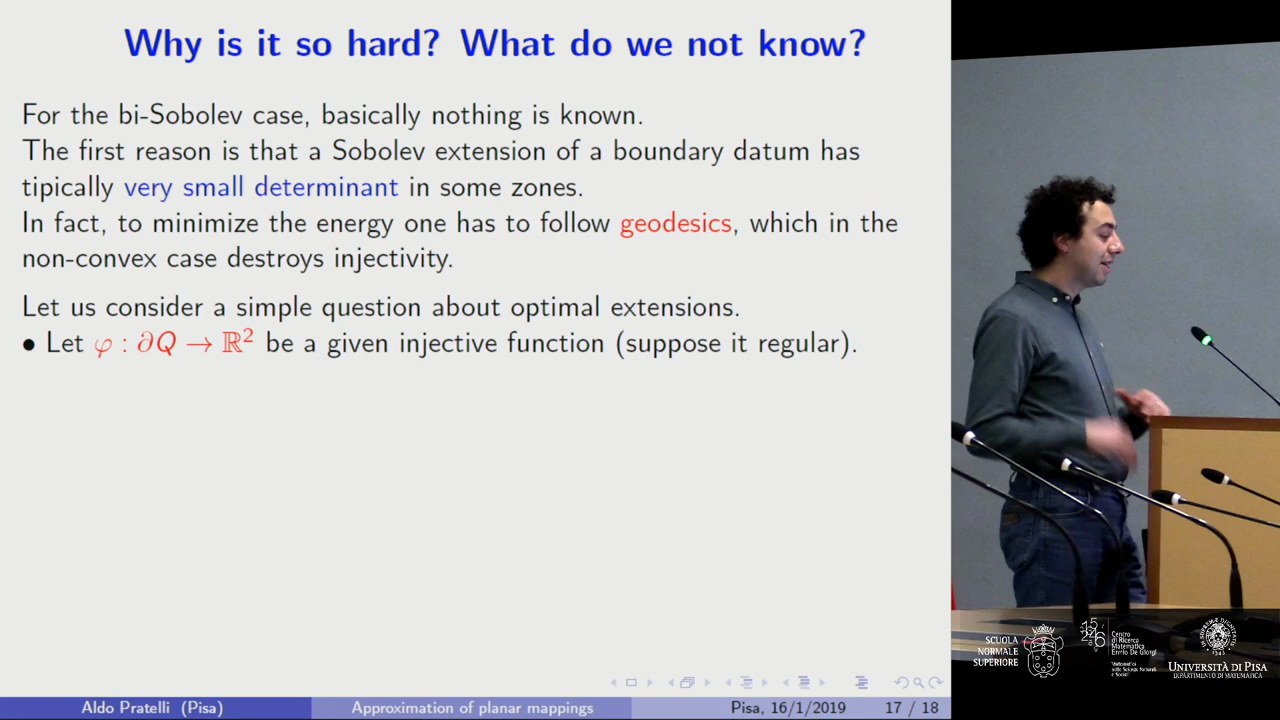 Why is it so hard? What do we not know?
For the bi-Sobolev case, basically nothing is known.
The first reason is that a Sobolev extension of a boundary datum has
tipically very small determinant in some zones.
In fact, to minimize the energy one has to follow geodesics, which in the
non-convex case destroys injectivity.
Let us consider a simple question about optimal extensions.
• Let φ : ∂Q → ℝ² be a given injective function (suppose it regular).
SCUOLA
NORMALE
SUPERIORE
Centro
di Ricerca
Matematica
Ennio De Giorgi
UNIVERSITÀ DI PISA
DIPARTIMENTO DI MATEMATICA
Aldo Pratelli (Pisa)
Approximation of planar mappings
Pisa, 16/1/2019
17 / 18